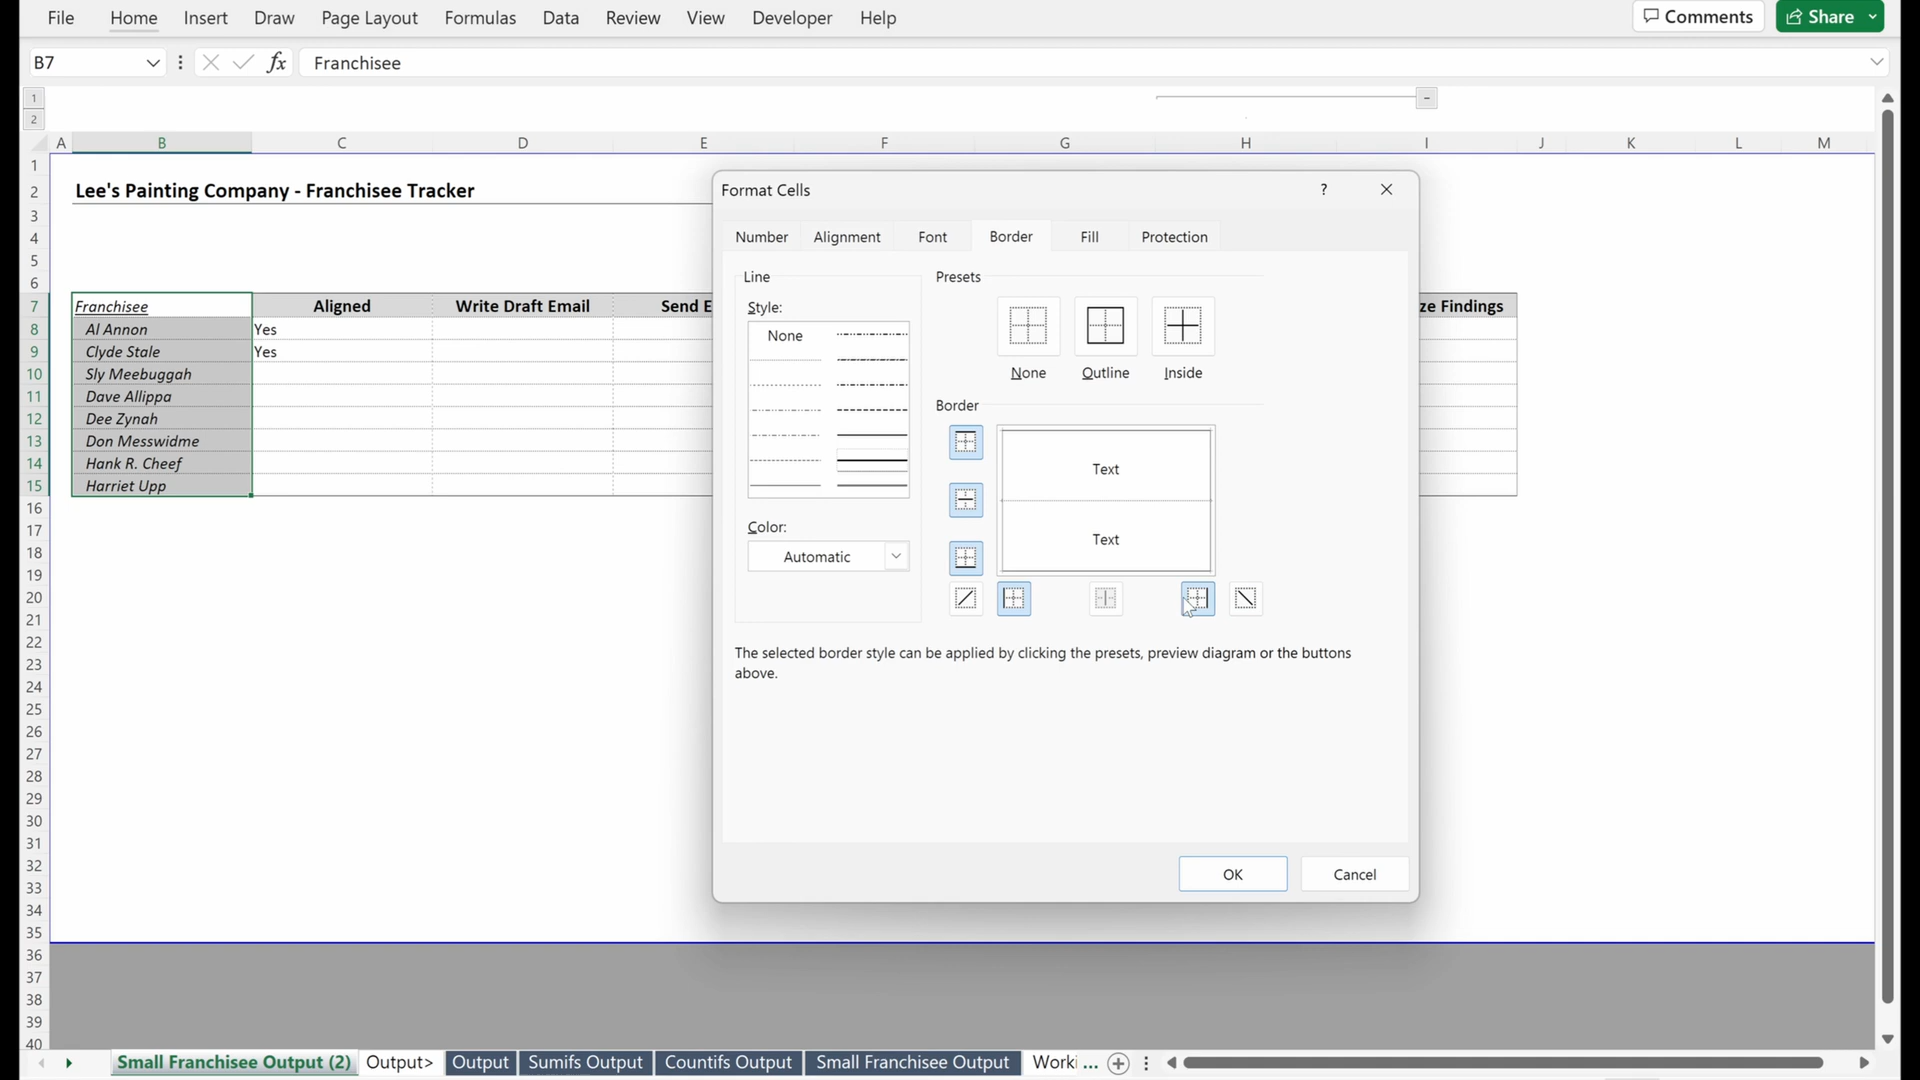 File Home Insert Draw Page Layout Formulas Data Review View Developer Help Comments Share
B7 fx Franchisee
1
2
A B C D E F G H I J K L M
1
2 Lee's Painting Company - Franchisee Tracker
3
4
5
6
7 Franchisee Aligned Write Draft Email Send E ze Findings
8 Al Annon Yes
9 Clyde Stale Yes
10 Sly Meebuggah
11 Dave Allippa
12 Dee Zynah
13 Don Messwidme
14 Hank R. Cheef
15 Harriet Upp
16
17
18
19
20
21
22
23
24
25
26
27
28
29
30
31
32
33
34
35
36
37
38
39
40
Format Cells ?
Number Alignment Font Border Fill Protection
Line
Style:
None
Color:
Automatic
Presets
None Outline Inside
Border
Text
Text
The selected border style can be applied by clicking the presets, preview diagram or the buttons
above.
OK Cancel
Small Franchisee Output (2) Output> Output Sumifs Output Countifs Output Small Franchisee Output Worki ...